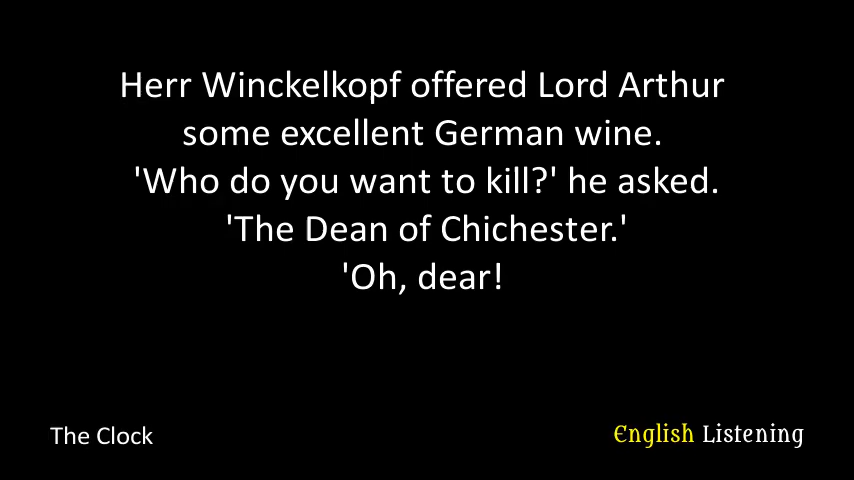 Herr Winckelkopf offered Lord Arthur
some excellent German wine.
'Who do you want to kill?' he asked.
'The Dean of Chichester.'
'Oh, dear!
The Clock
English Listening